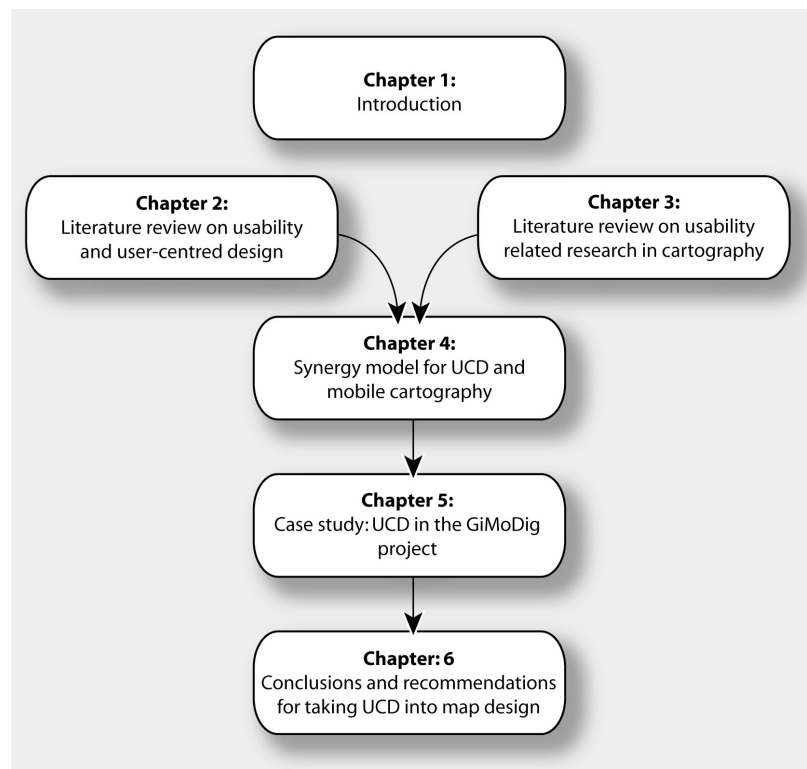 Chapter 1:
Introduction
Chapter 2:
Literature review on usability
and user-centred design
Chapter 3:
Literature review on usability
related research in cartography
Chapter 4:
Synergy model for UCD and
mobile cartography
Chapter 5:
Case study: UCD in the GiMoDig
project
Chapter: 6
Conclusions and recommendations
for taking UCD into map design